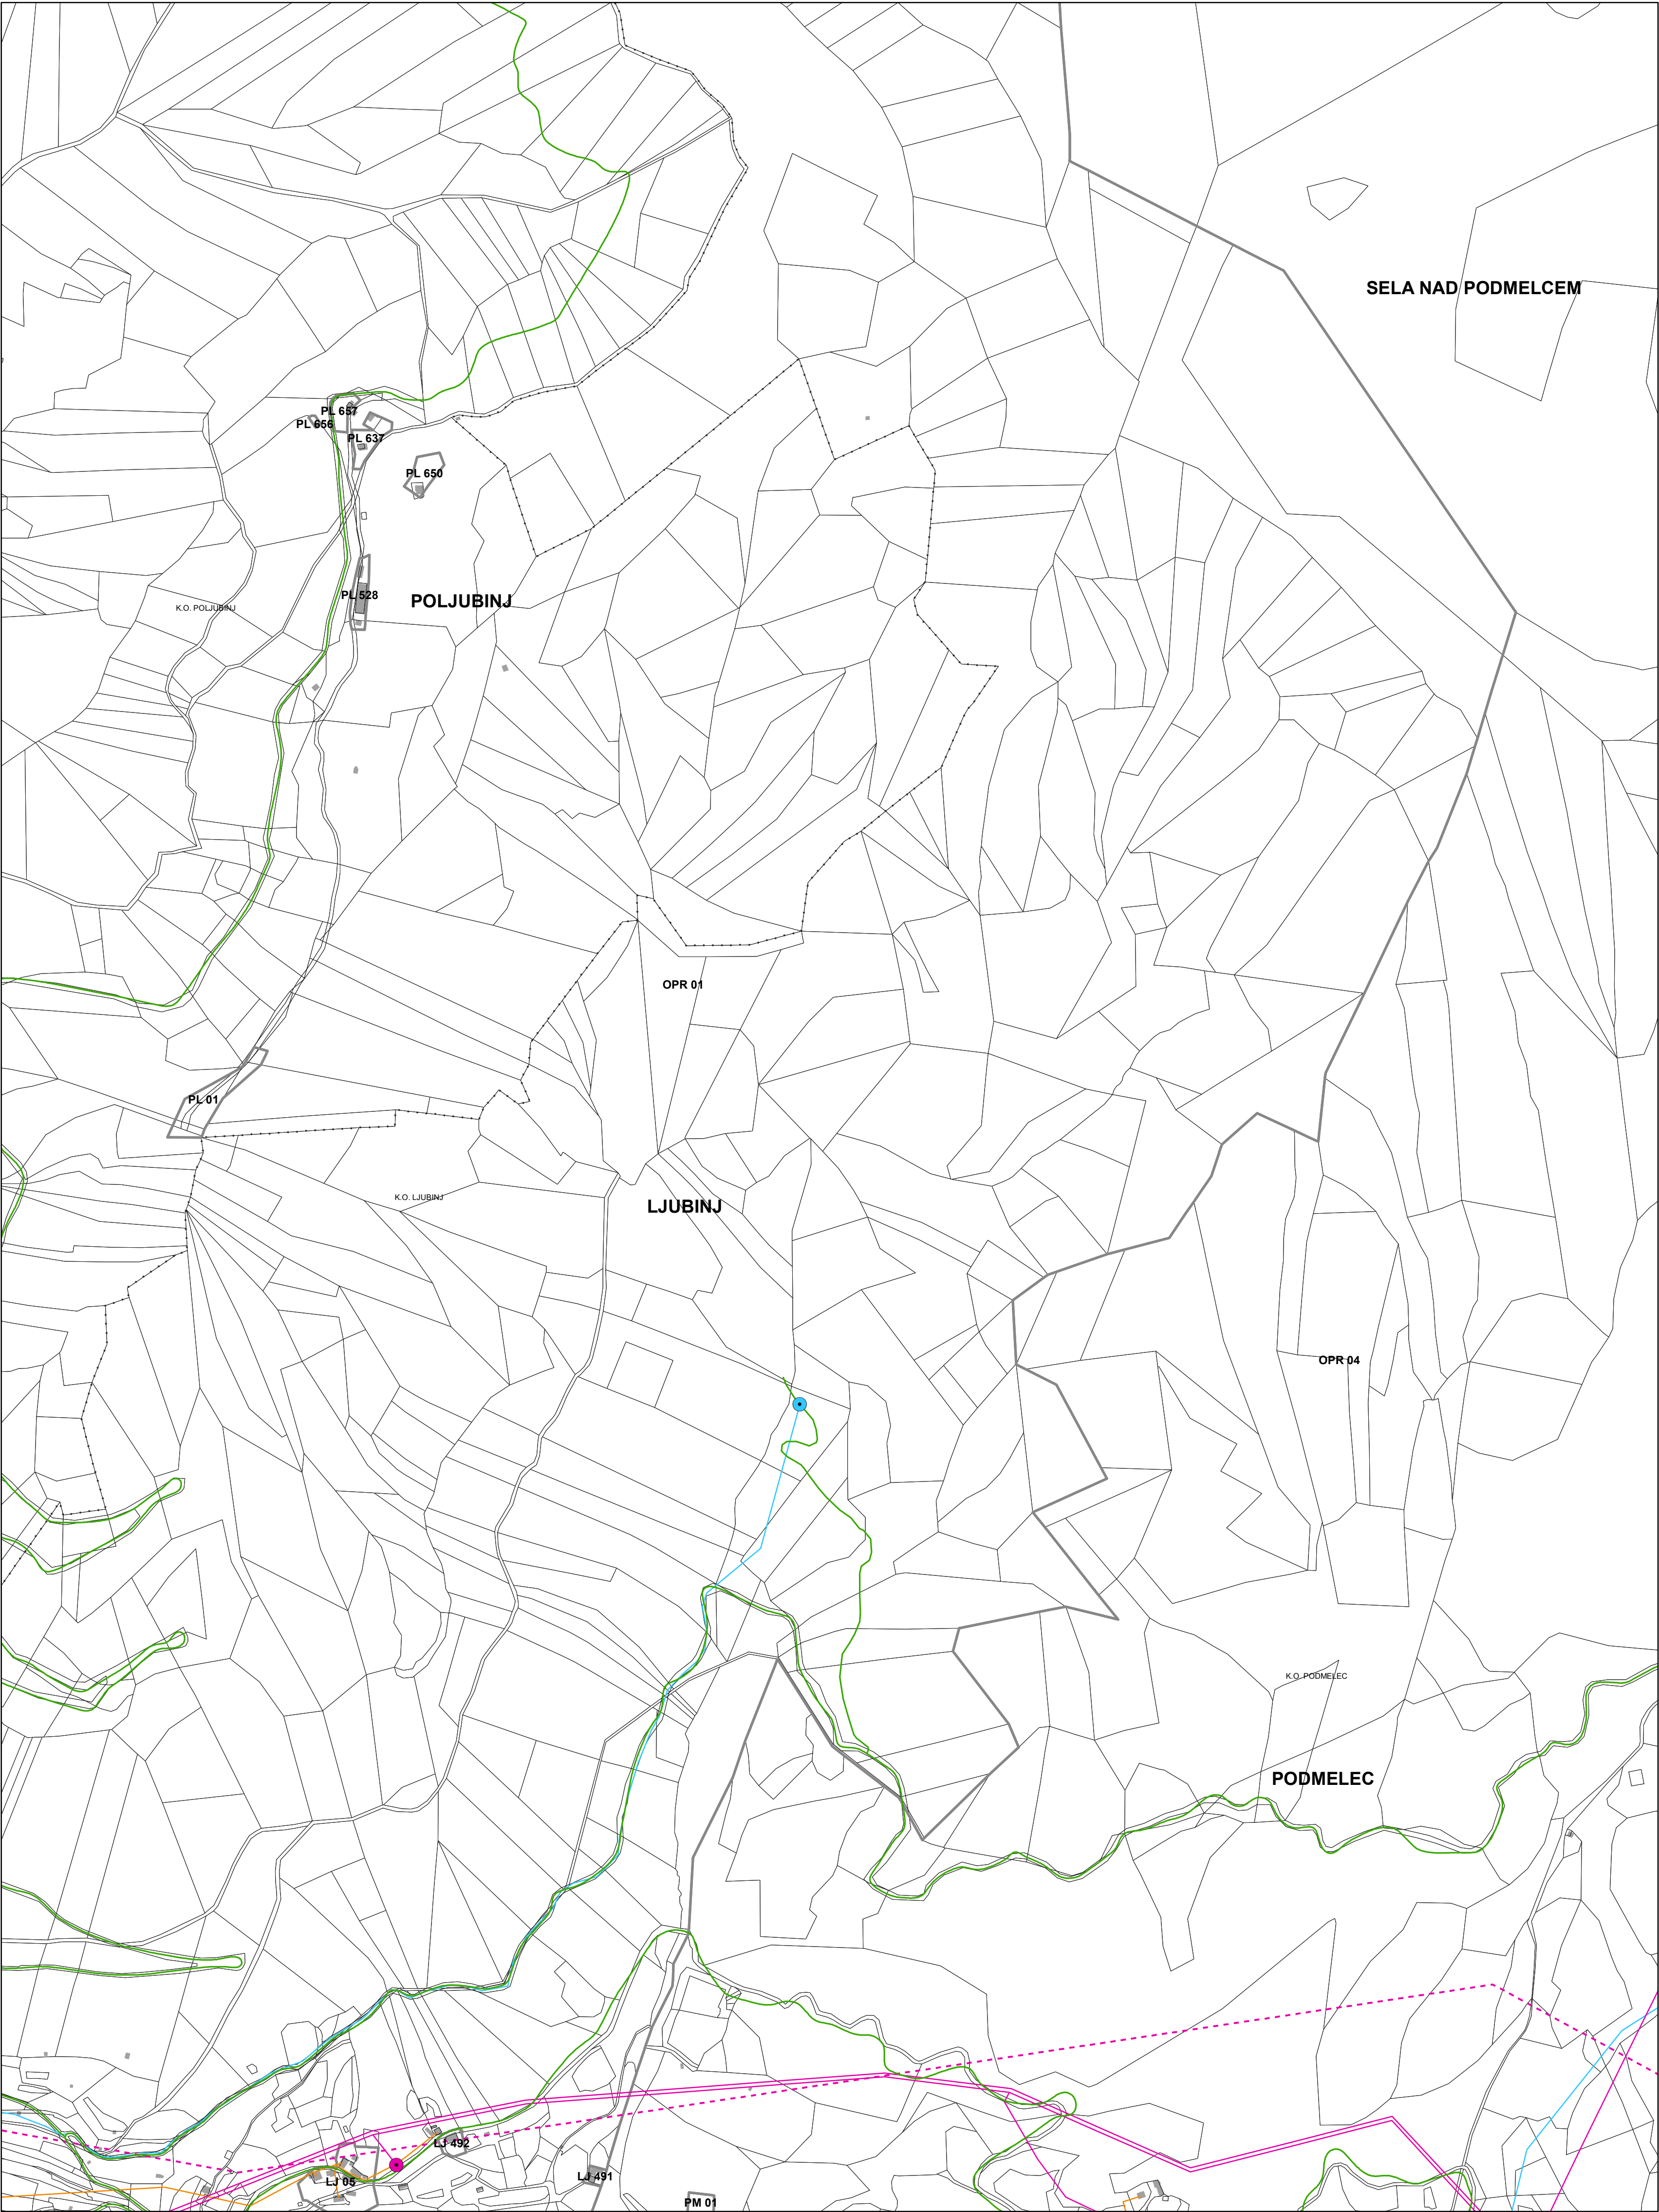 SELA NAD PODMELCEM
PL 657
PL 656
PL 637
PL 650
PL 528
POLJUBINJ
K.O. POLJUBINJ
OPR 01
PL 01
K.O. LJUBINJ
LJUBINJ
OPR 04
K.O. PODMELEC
PODMELEC
LJ 492
LJ 491
LJ 05
PM 01